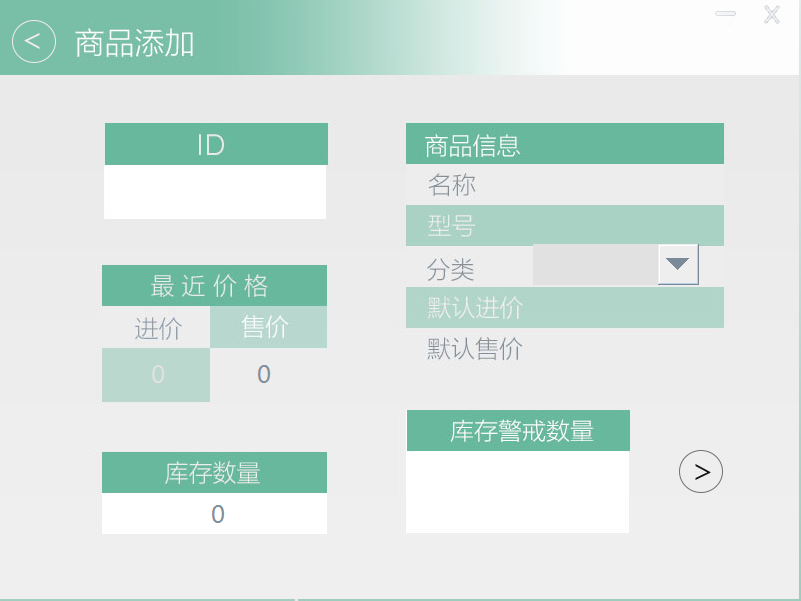 < 商品添加
ID
最近价格
进价 售价
0 0
库存数量
0
商品信息
名称
型号
分类
默认进价
默认售价
库存警戒数量
>